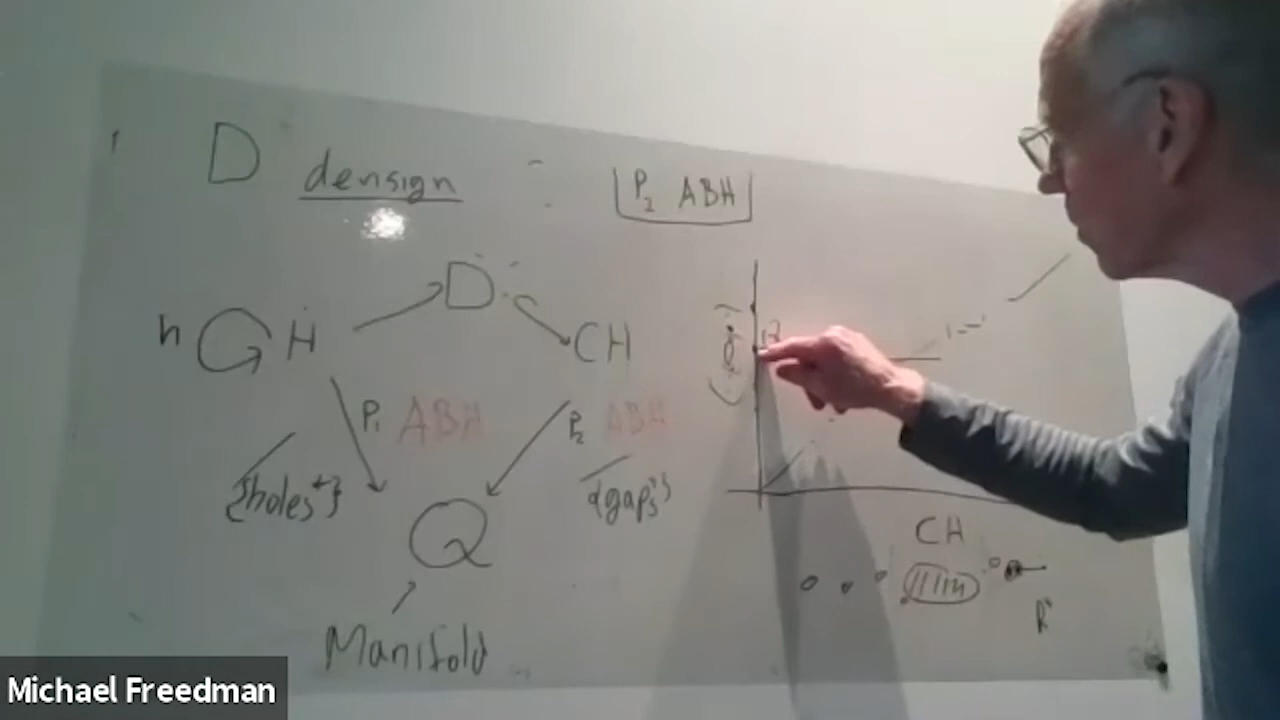 D densign
P2 ABH
D
h H CH
P1 ABH P2 ABH
{holes+} {gaps+}
Q
CH
Manifold
Michael Freedman